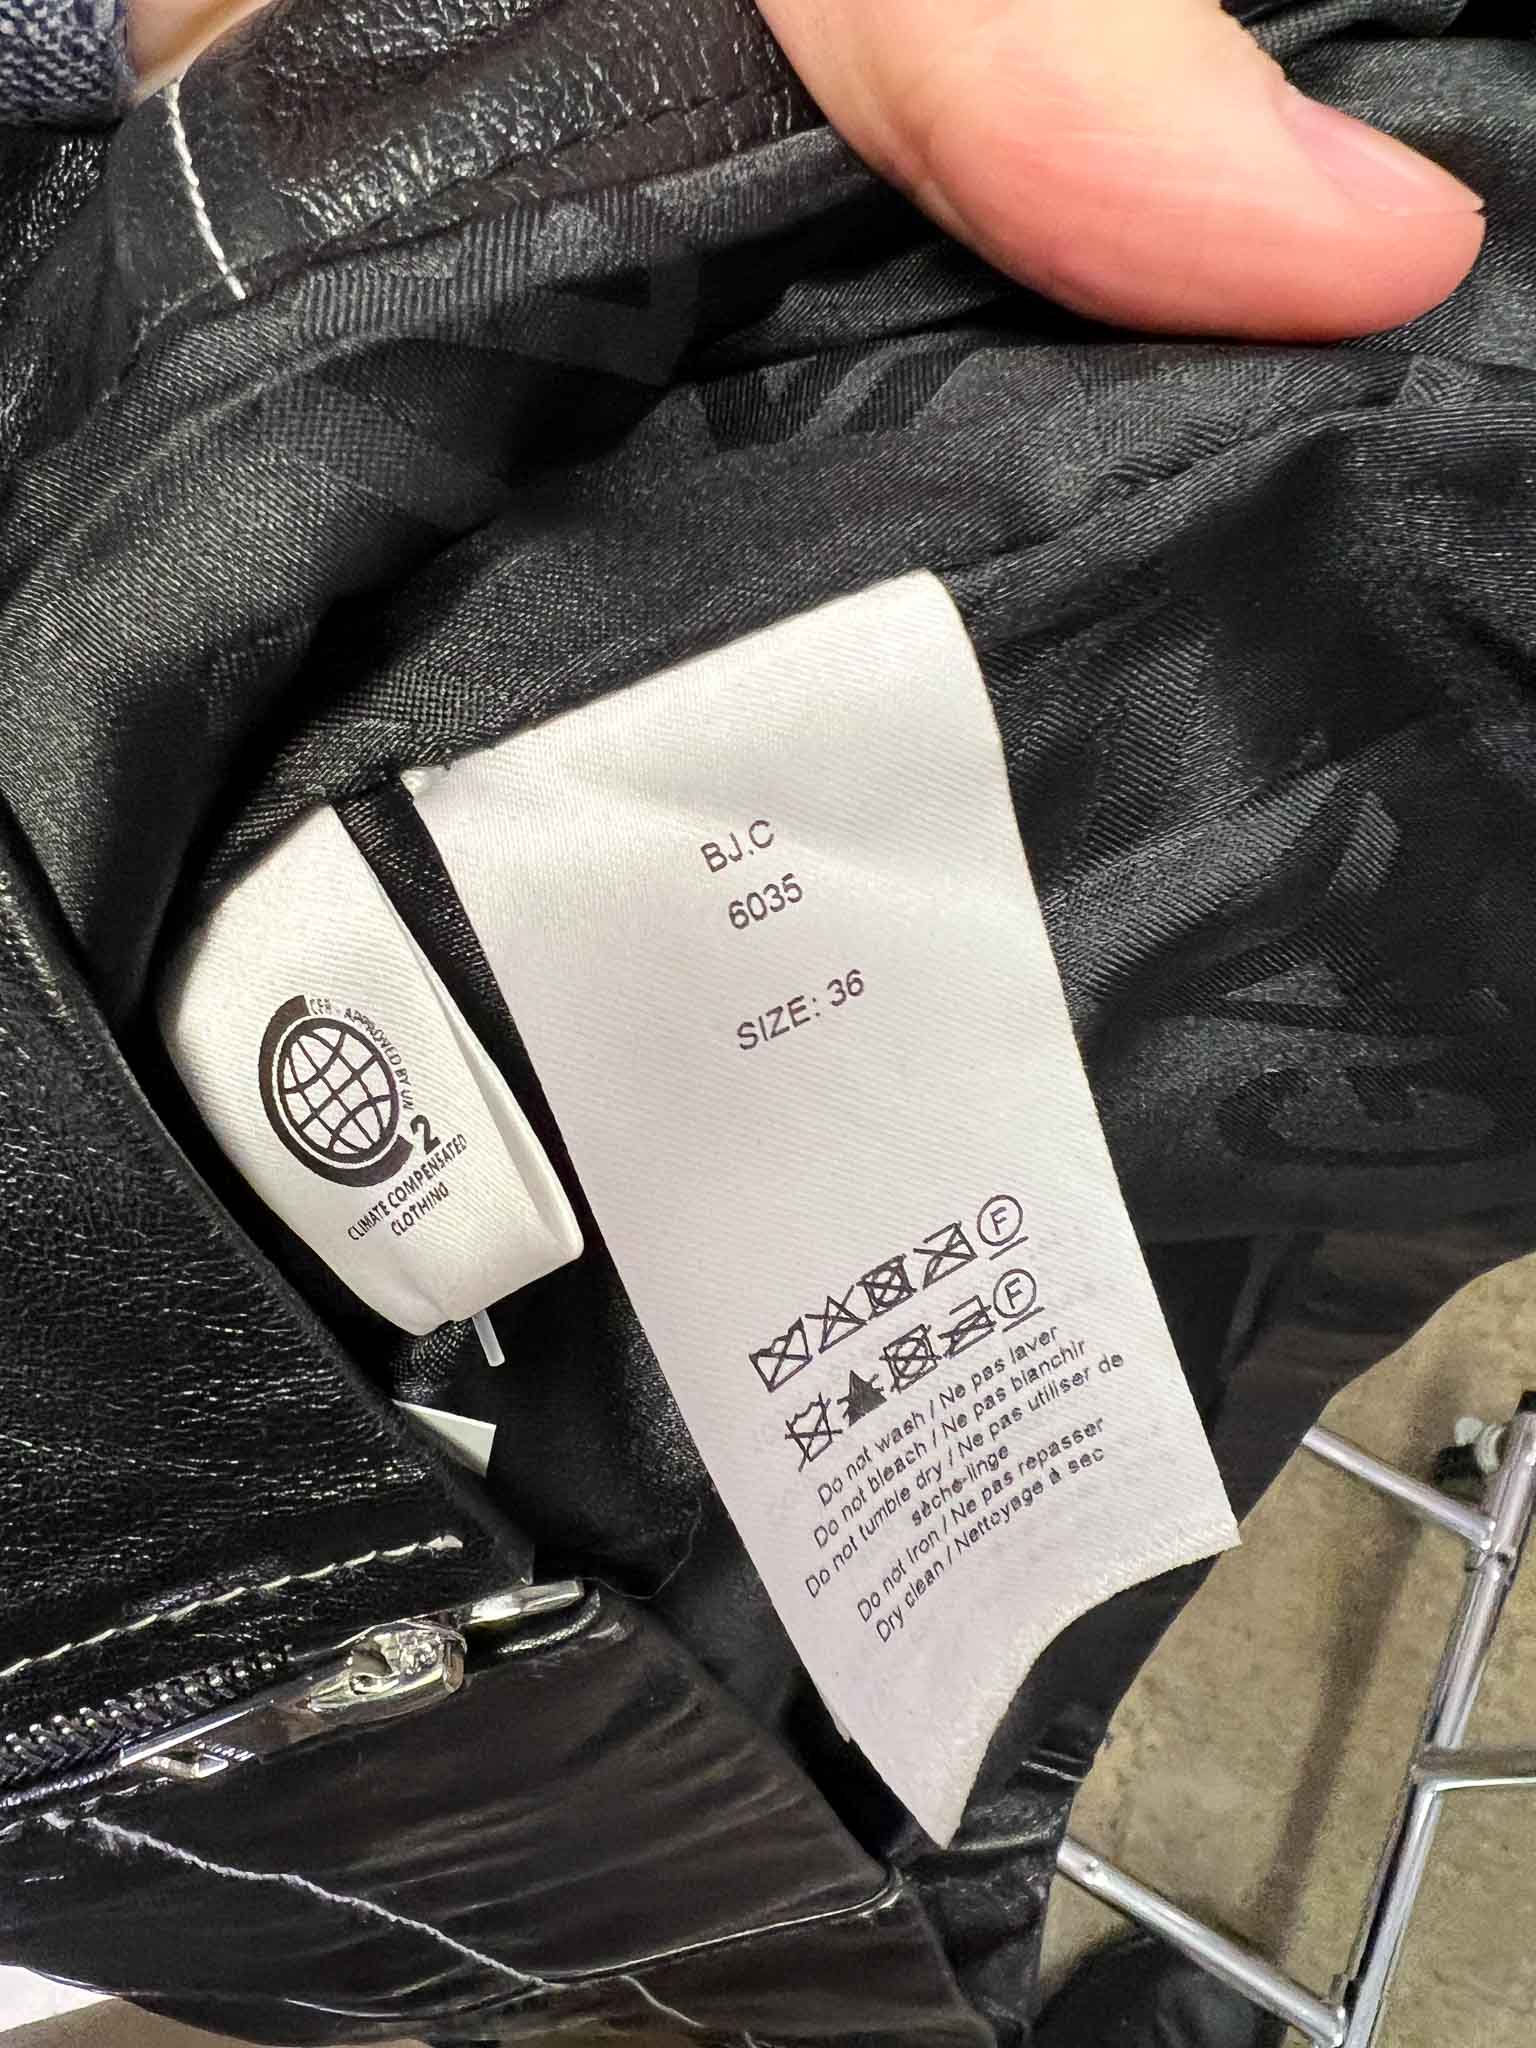 BJ.C
6035
SIZE: 36
F
F
Do not wash / Ne pas laver
Do not bleach / Ne pas blanchir
Do not tumble dry / Ne pas utiliser de
sèche-linge
Do not iron / Ne pas repasser
Dry clean / Nettoyage à sec
CER - APPROVED BY UN
2
CLIMATE COMPENSATED
CLOTHING